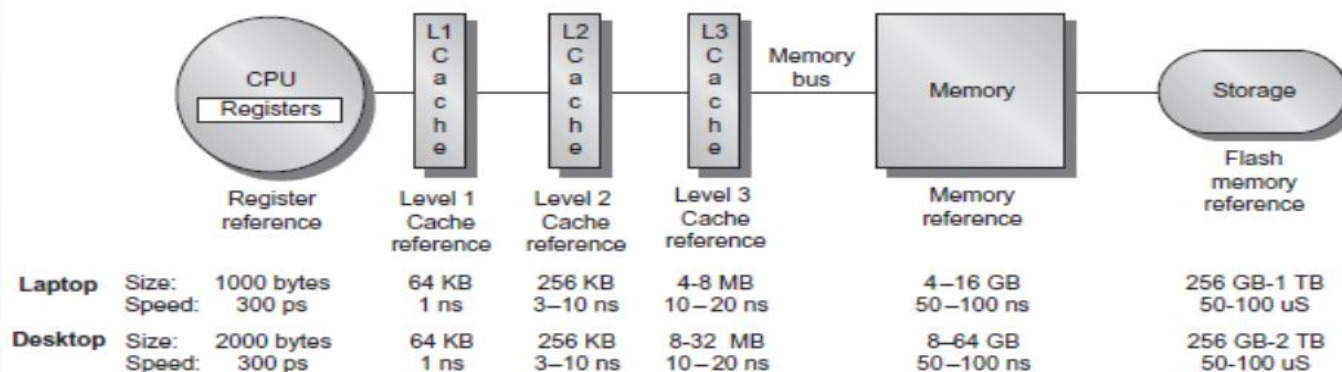 CPU
Registers
L1
Cache
L2
Cache
L3
Cache
Memory
bus
Memory
Storage
Register
reference
Level 1
Cache
reference
Level 2
Cache
reference
Level 3
Cache
reference
Memory
reference
Flash
memory
reference
Laptop Size: 1000 bytes 64 KB 256 KB 4-8 MB 4–16 GB 256 GB-1 TB
Speed: 300 ps 1 ns 3–10 ns 10–20 ns 50–100 ns 50-100 uS
Desktop Size: 2000 bytes 64 KB 256 KB 8-32 MB 8–64 GB 256 GB-2 TB
Speed: 300 ps 1 ns 3–10 ns 10–20 ns 50–100 ns 50-100 uS